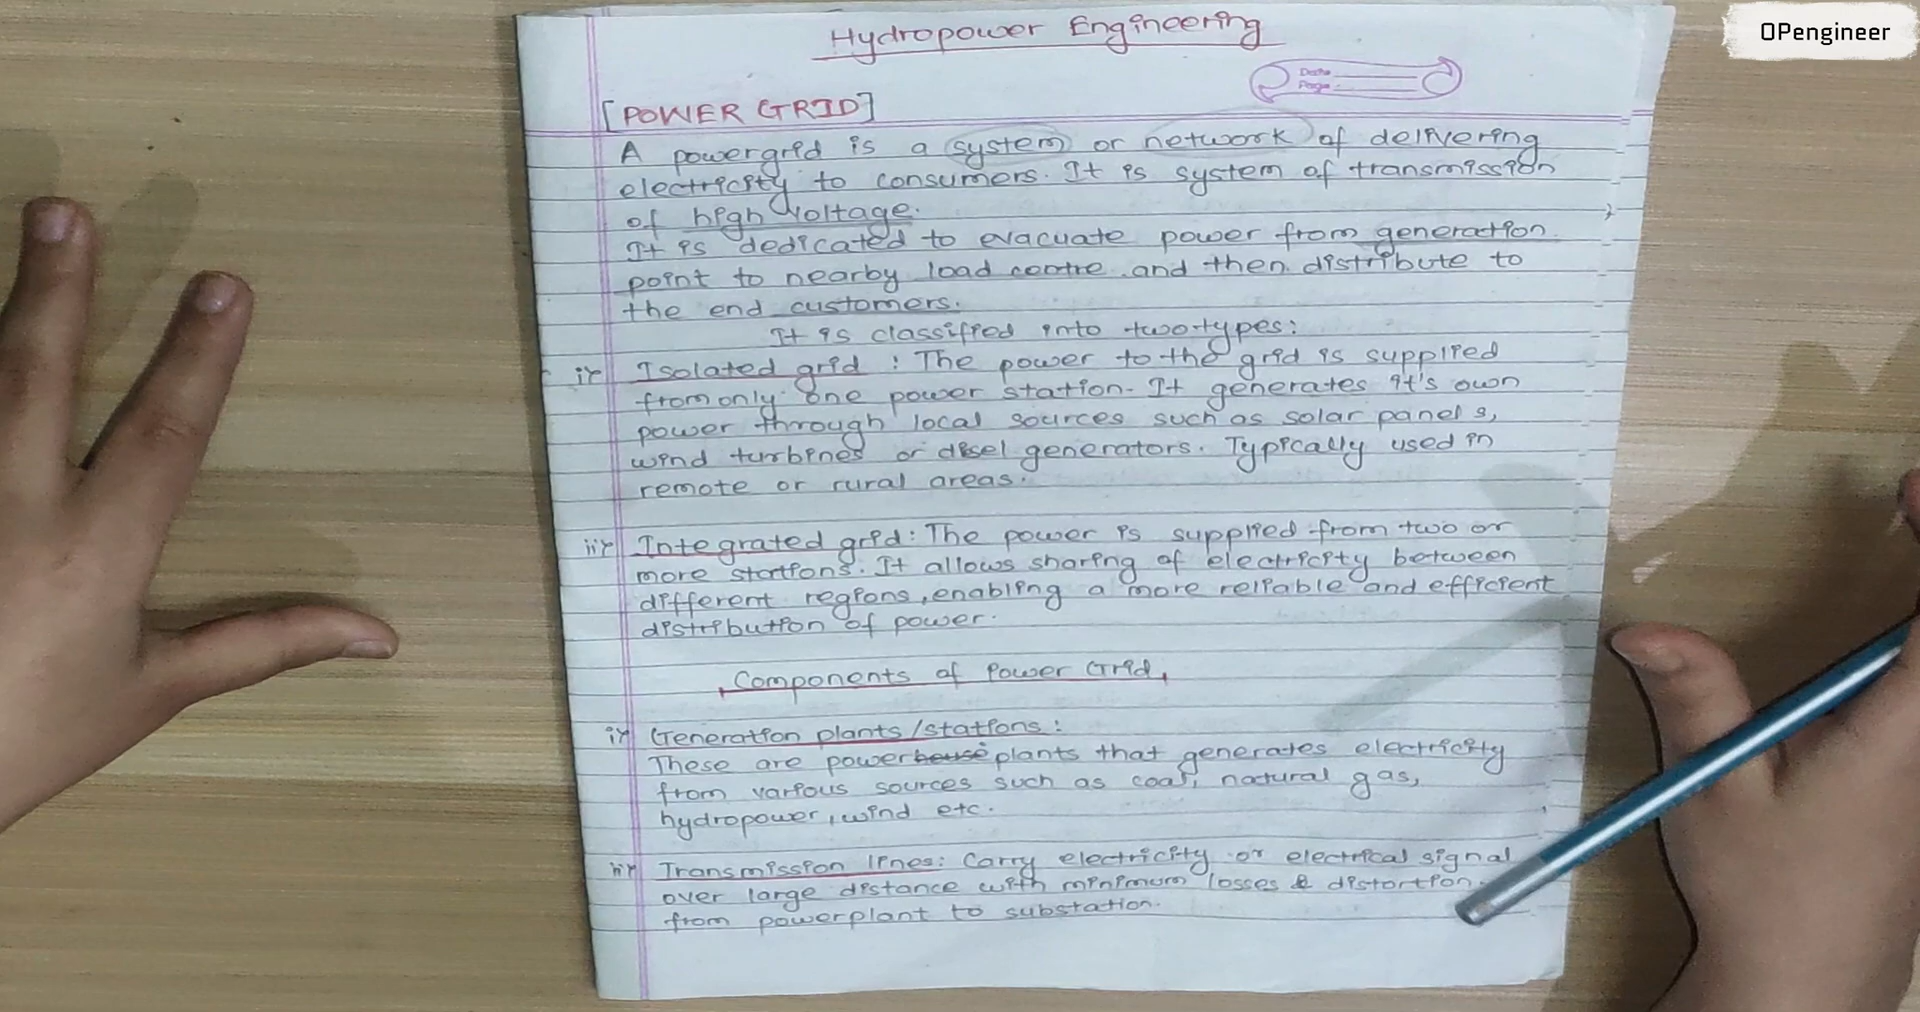 OPengineer
Hydropower Engineering
Date
Page
[POWER GRID]
A powergrid is a system or network of delivering
electricity to consumers. It is system of transmission
of high voltage.
It is dedicated to evacuate power from generation
point to nearby load centre and then distribute to
the end customers.
It is classified into two types:
i) Isolated grid : The power to the grid is supplied
from only one power station. It generates it's own
power through local sources such as solar panels,
wind turbines or disel generators. Typically used in
remote or rural areas.
ii) Integrated grid: The power is supplied from two or
more stations. It allows sharing of electricity between
different regions, enabling a more reliable and efficient
distribution of power.
Components of Power Grid
i) Generation plants/stations:
These are powerhouse plants that generates electricity
from various sources such as coal, natural gas,
hydropower, wind etc.
ii) Transmission lines: Carry electricity or electrical signal
over large distance with minimum losses & distortion.
from powerplant to substation.